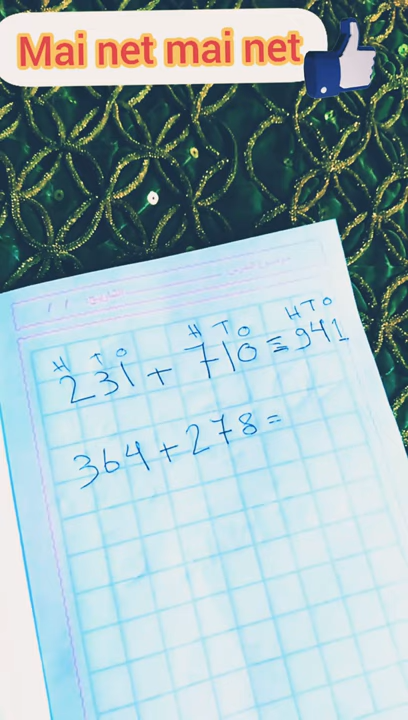 Mai net mai net
H T O H T O H T O
231 + 710 = 941
364 + 278 =